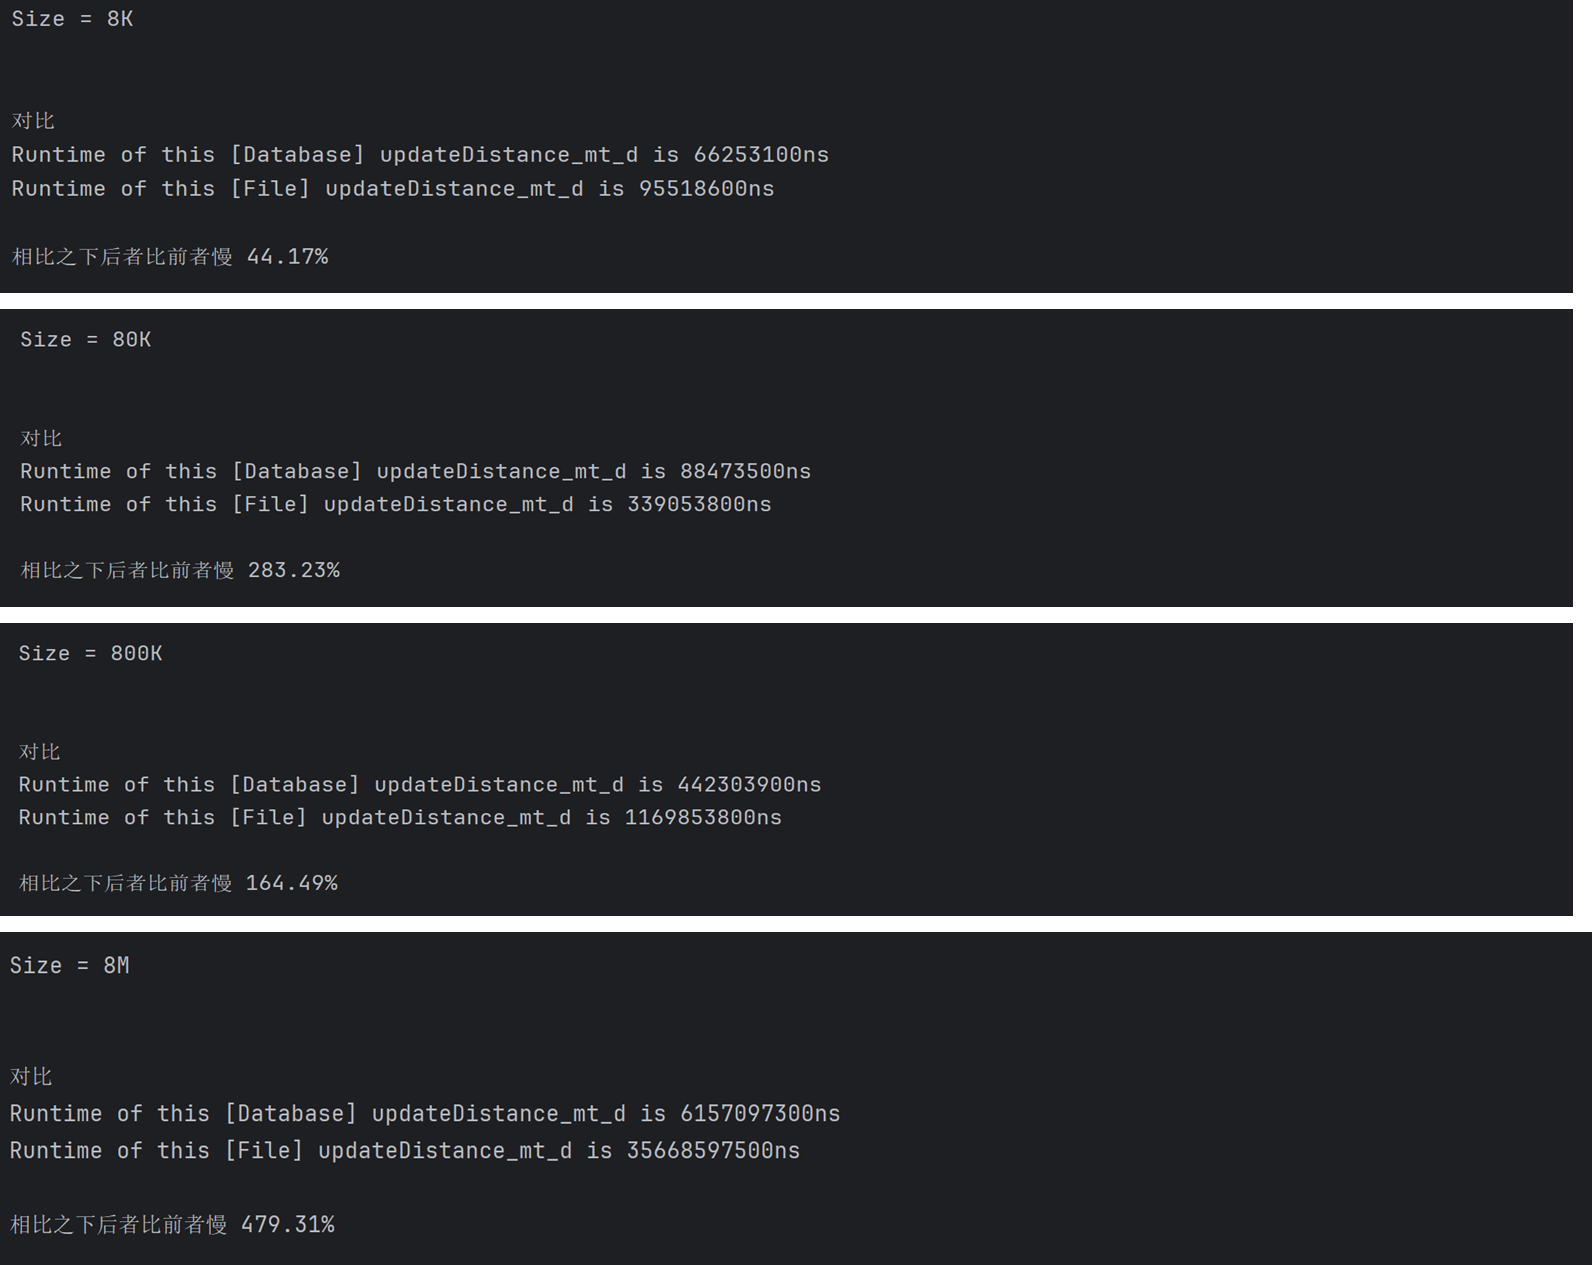 Size = 8K
对比
Runtime of this [Database] updateDistance_mt_d is 66253100ns
Runtime of this [File] updateDistance_mt_d is 95518600ns
相比之下后者比前者慢 44.17%
Size = 80K
对比
Runtime of this [Database] updateDistance_mt_d is 88473500ns
Runtime of this [File] updateDistance_mt_d is 339053800ns
相比之下后者比前者慢 283.23%
Size = 800K
对比
Runtime of this [Database] updateDistance_mt_d is 442303900ns
Runtime of this [File] updateDistance_mt_d is 1169853800ns
相比之下后者比前者慢 164.49%
Size = 8M
对比
Runtime of this [Database] updateDistance_mt_d is 6157097300ns
Runtime of this [File] updateDistance_mt_d is 35668597500ns
相比之下后者比前者慢 479.31%